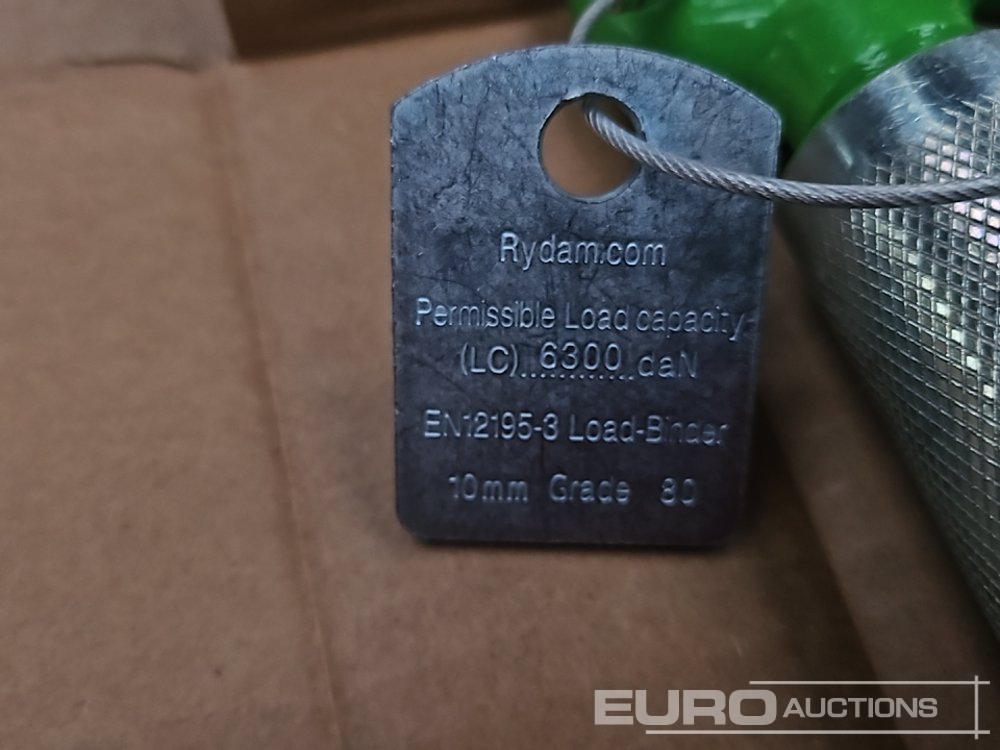 Rydam.com
Permissible Load capacity
(LC)..6300..daN
EN12195-3 Load-Binder
10mm Grade 80
EURO AUCTIONS